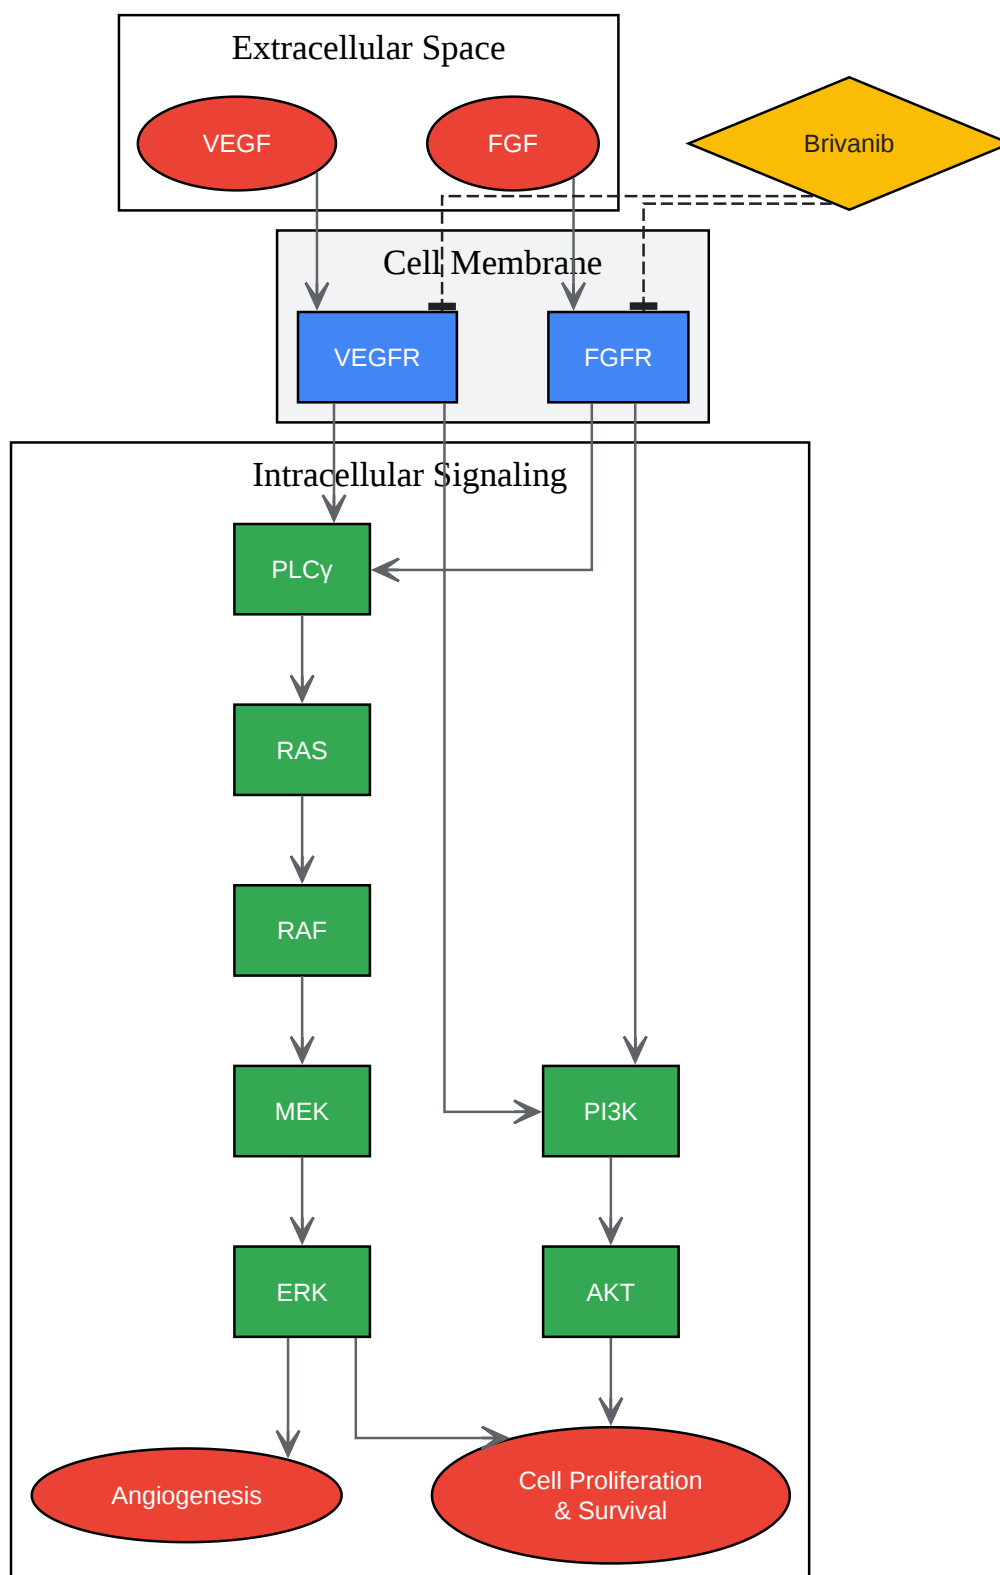 Extracellular Space
VEGF
FGF
Brivanib
Cell Membrane
VEGFR
FGFR
Intracellular Signaling
PLCγ
RAS
RAF
MEK
PI3K
ERK
AKT
Angiogenesis
Cell Proliferation
& Survival